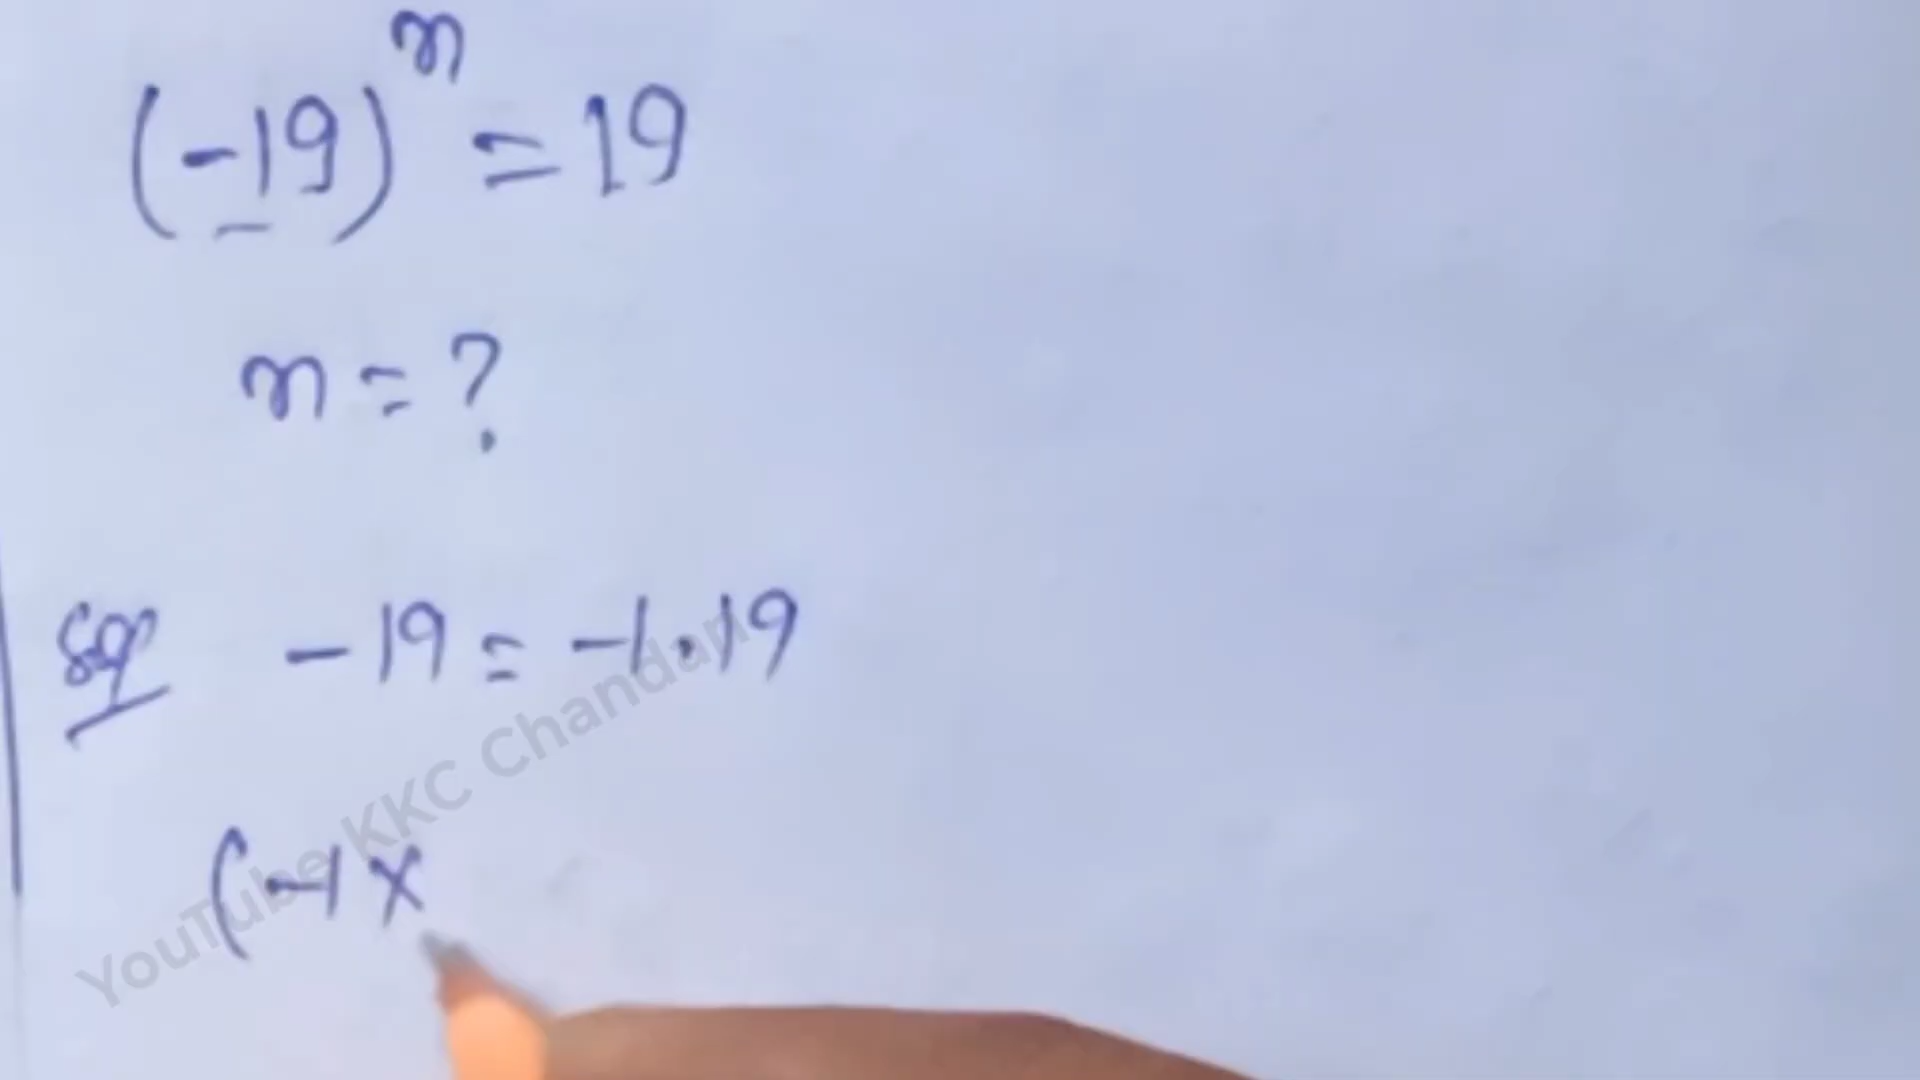 (-19)^n = 19
n = ?
Sol -19 = -1·19
(-1 ×
YouTube KKC Chandan